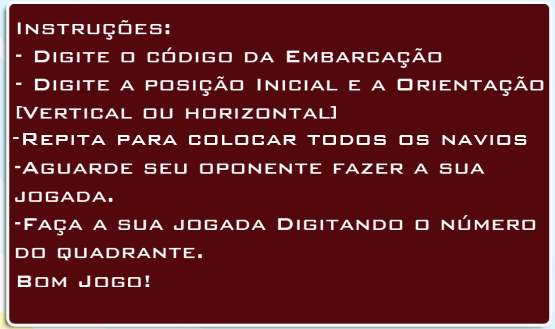 Instruções:
- Digite o código da Embarcação
- Digite a posição Inicial e a Orientação
[Vertical ou horizontal]
-Repita para colocar todos os navios
-Aguarde seu oponente fazer a sua
jogada.
-Faça a sua jogada Digitando o número
do quadrante.
Bom Jogo!